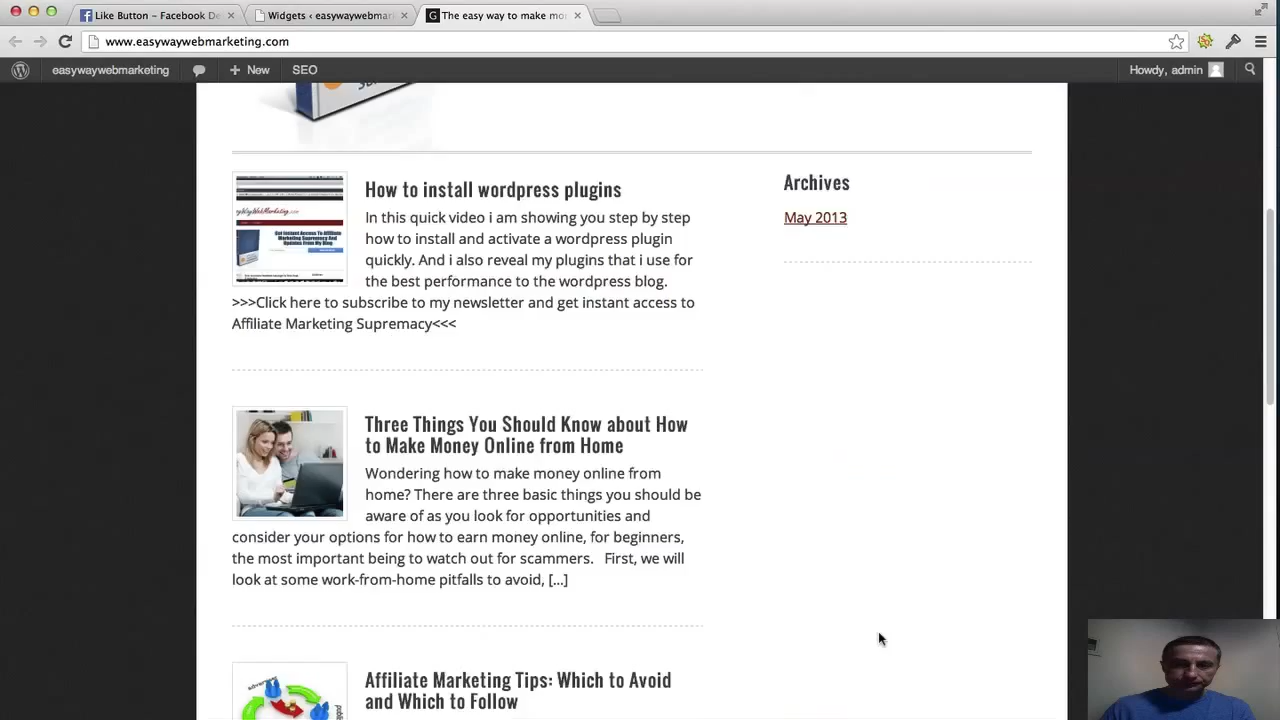 Like Button - Facebook De
Widgets ‹ easywaywebmark
The easy way to make mo
www.easywaywebmarketing.com
easywaywebmarketing
New
SEO
Howdy, admin
How to install wordpress plugins
In this quick video i am showing you step by step
how to install and activate a wordpress plugin
quickly. And i also reveal my plugins that i use for
the best performance to the wordpress blog.
>>>Click here to subscribe to my newsletter and get instant access to
Affiliate Marketing Supremacy<<<
Three Things You Should Know about How
to Make Money Online from Home
Wondering how to make money online from
home? There are three basic things you should be
aware of as you look for opportunities and
consider your options for how to earn money online, for beginners,
the most important being to watch out for scammers. First, we will
look at some work-from-home pitfalls to avoid, [...]
Affiliate Marketing Tips: Which to Avoid
and Which to Follow
Archives
May 2013